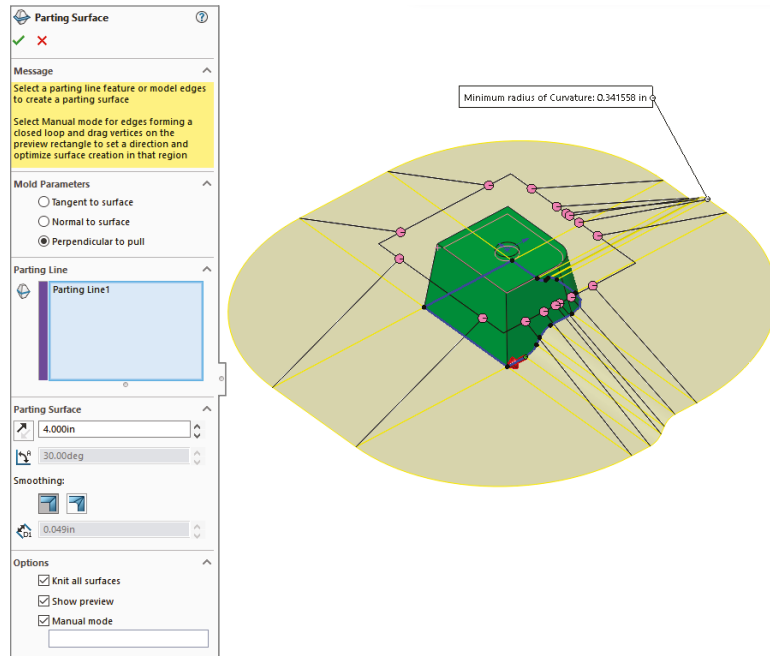 Parting Surface
Message
Select a parting line feature or model edges
to create a parting surface
Select Manual mode for edges forming a
closed loop and drag vertices on the
preview rectangle to set a direction and
optimize surface creation in that region
Mold Parameters
Tangent to surface
Normal to surface
Perpendicular to pull
Parting Line
Parting Line1
Parting Surface
4.000in
30.00deg
Smoothing:
0.049in
Options
Knit all surfaces
Show preview
Manual mode
Minimum radius of Curvature: 0.341558 in